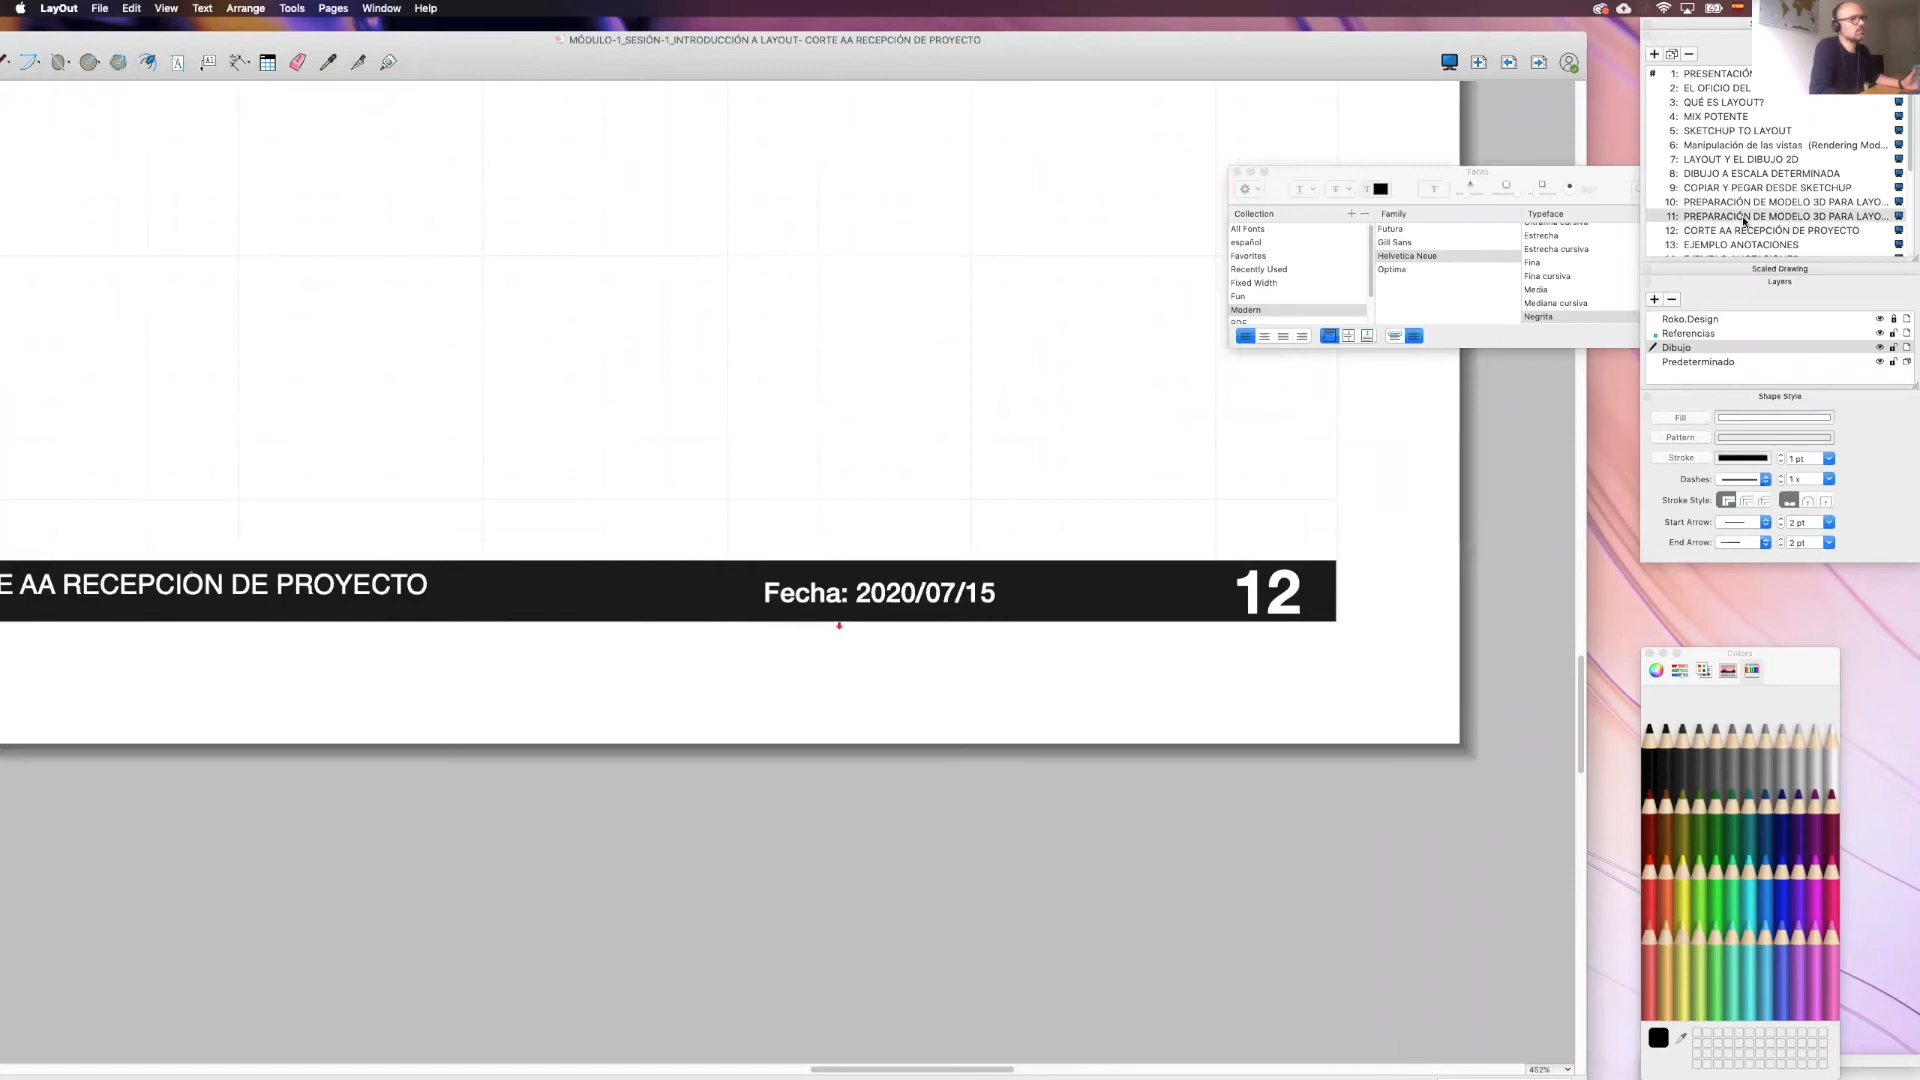 LayOut File Edit View Text Arrange Tools Pages Window Help
MÓDULO-1_SESIÓN-1_INTRODUCCIÓN A LAYOUT- CORTE AA RECEPCIÓN DE PROYECTO
# 1: PRESENTACIÓN
2: EL OFICIO DEL
3: QUÉ ES LAYOUT?
4: MIX POTENTE
5: SKETCHUP TO LAYOUT
6: Manipulación de las vistas (Rendering Mod...
7: LAYOUT Y EL DIBUJO 2D
8: DIBUJO A ESCALA DETERMINADA
9: COPIAR Y PEGAR DESDE SKETCHUP
10: PREPARACIÓN DE MODELO 3D PARA LAYO...
11: PREPARACIÓN DE MODELO 3D PARA LAYO...
12: CORTE AA RECEPCIÓN DE PROYECTO
13: EJEMPLO ANOTACIONES
Scaled Drawing
Layers
Roko.Design
Referencias
Dibujo
Predeterminado
Shape Style
Fill
Pattern
Stroke 1 pt
Dashes: 1 x
Stroke Style:
Start Arrow: 2 pt
End Arrow: 2 pt
Fonts
90°
Collection Family Typeface
All Fonts
español
Favorites
Recently Used
Fixed Width
Fun
Modern
PDF
Futura
Gill Sans
Helvetica Neue
Optima
Estrecha
Estrecha cursiva
Fina
Fina cursiva
Media
Mediana cursiva
Negrita
E AA RECEPCIÓN DE PROYECTO Fecha: 2020/07/15 12
Colors
452%